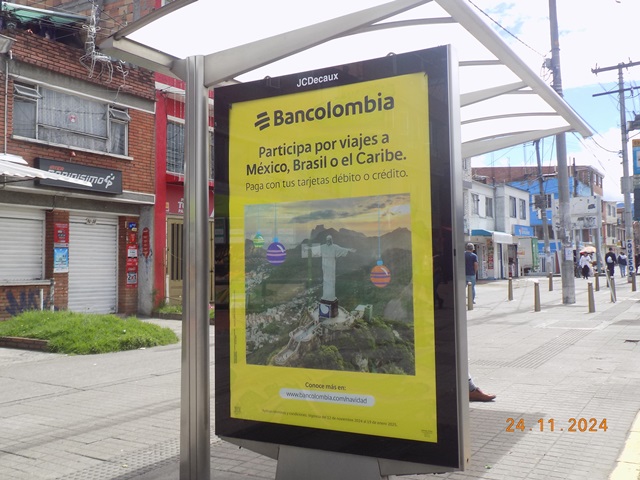 JCDecaux
Bancolombia
Participa por viajes a
México, Brasil o el Caribe.
Paga con tus tarjetas débito o crédito.
Conoce más en:
www.bancolombia.com/navidad
24.11.2024